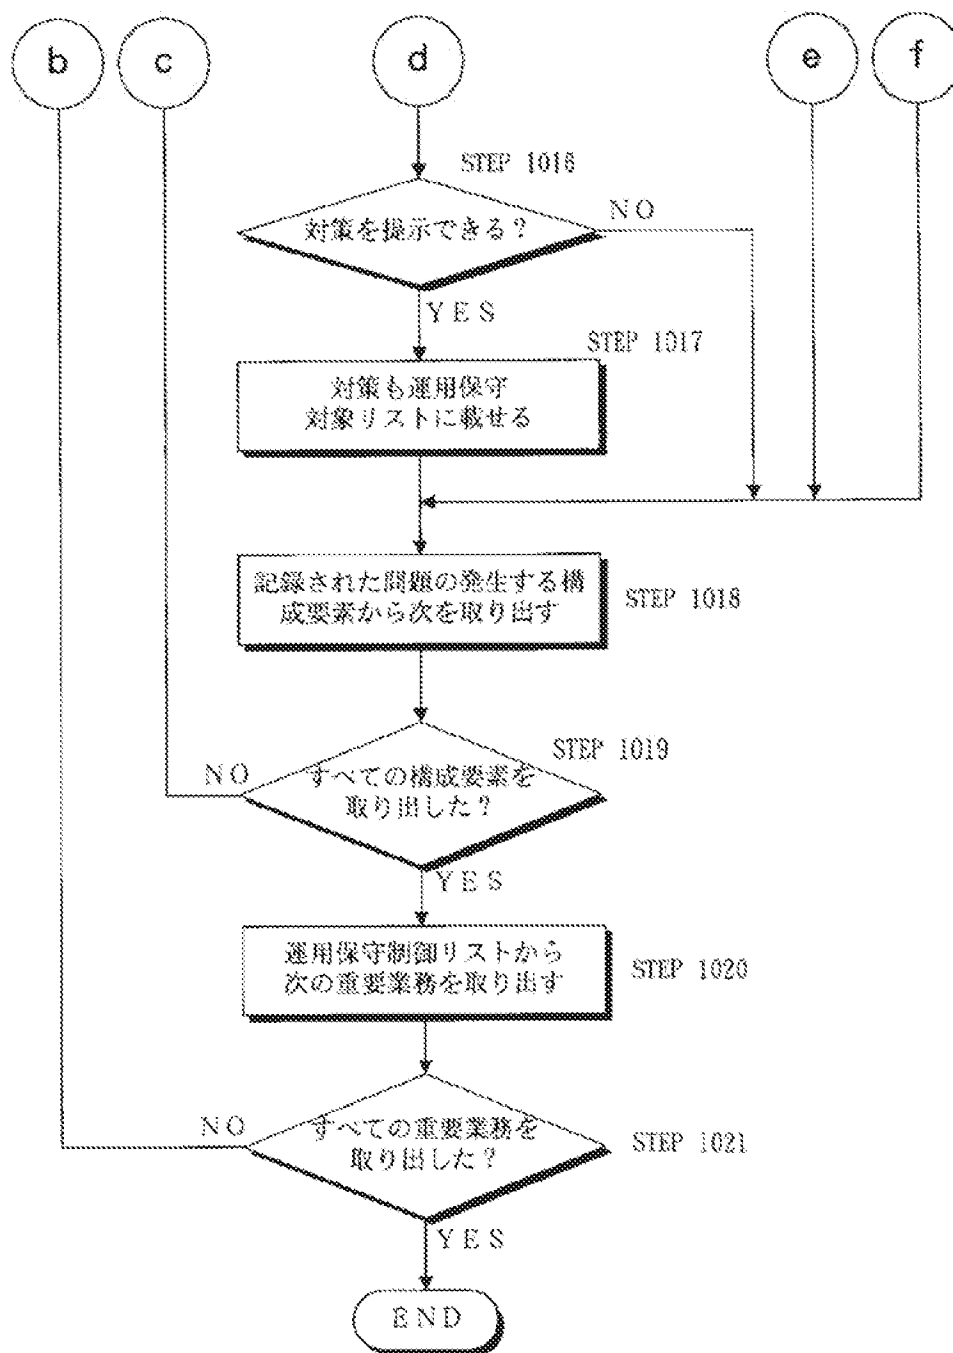 b
c
d
e
f
STEP 1016
対策を提示できる?
NO
YES
STEP 1017
対策も運用保守
対象リストに載せる
記録された問題の発生する構
成要素から次を取り出す
STEP 1018
STEP 1019
NO
すべての構成要素を
取り出した?
YES
運用保守制御リストから
次の重要業務を取り出す
STEP 1020
NO
すべての重要業務を
取り出した?
STEP 1021
YES
END